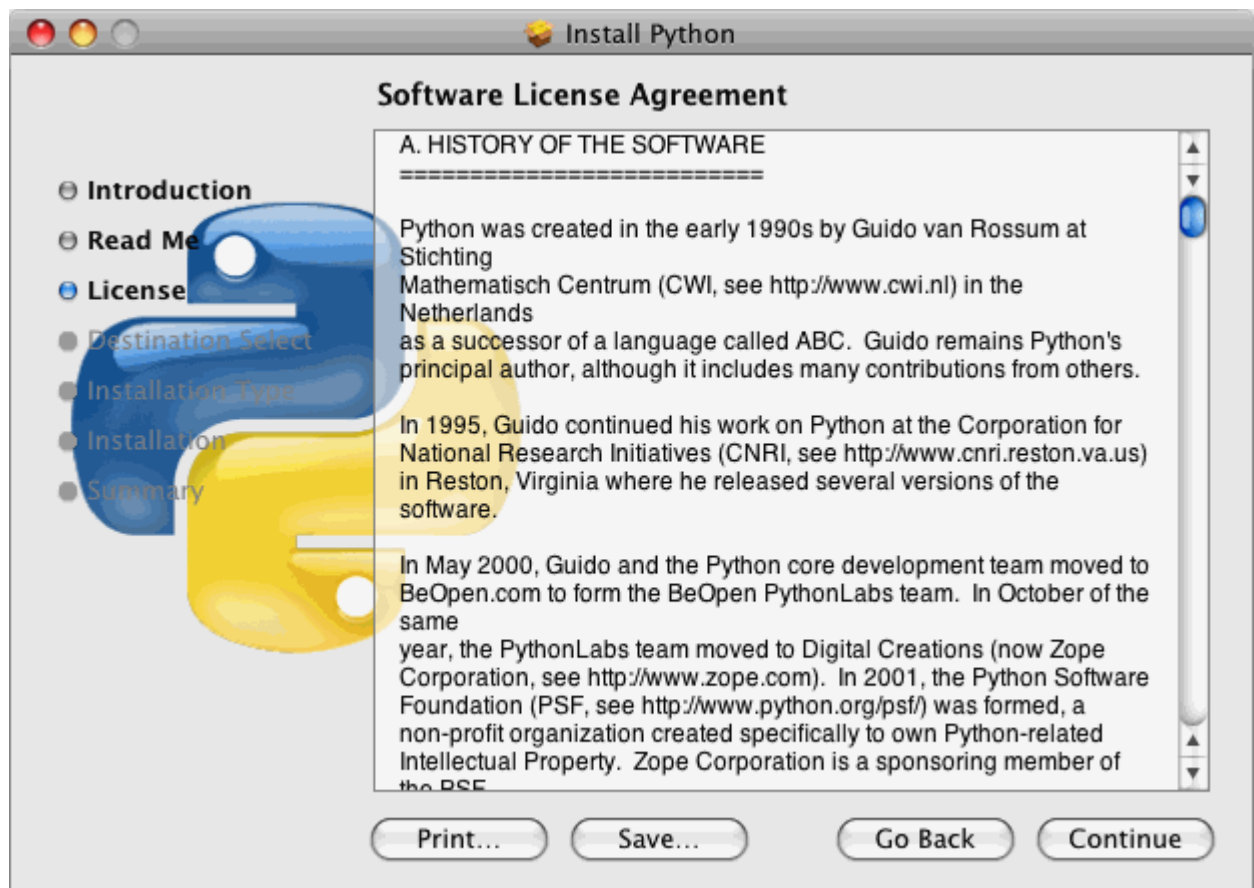 Install Python
Software License Agreement
Introduction
Read Me
License
Destination Select
Installation Type
Installation
Summary
A. HISTORY OF THE SOFTWARE
==========================
Python was created in the early 1990s by Guido van Rossum at
Stichting
Mathematisch Centrum (CWI, see http://www.cwi.nl) in the
Netherlands
as a successor of a language called ABC.  Guido remains Python's
principal author, although it includes many contributions from others.
In 1995, Guido continued his work on Python at the Corporation for
National Research Initiatives (CNRI, see http://www.cnri.reston.va.us)
in Reston, Virginia where he released several versions of the
software.
In May 2000, Guido and the Python core development team moved to
BeOpen.com to form the BeOpen PythonLabs team.  In October of the
same
year, the PythonLabs team moved to Digital Creations (now Zope
Corporation, see http://www.zope.com).  In 2001, the Python Software
Foundation (PSF, see http://www.python.org/psf/) was formed, a
non-profit organization created specifically to own Python-related
Intellectual Property.  Zope Corporation is a sponsoring member of
the PSF
Print...
Save...
Go Back
Continue